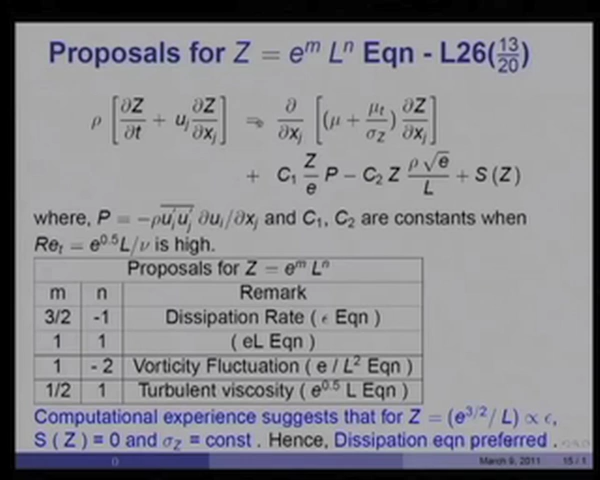 Proposals for Z = e^m L^n Eqn - L26(13/20)
ρ [∂Z/∂t + u_j ∂Z/∂x_j] = ∂/∂x_j [(μ + μ_t/σ_Z) ∂Z/∂x_j]
+ C_1 Z/e P − C_2 Z ρ√e/L + S (Z)
where, P = −ρ\overline{u_i' u_j'} ∂u_i/∂x_j and C_1, C_2 are constants when
Re_t = e^0.5 L/ν is high.
Proposals for Z = e^m L^n
m n Remark
3/2 -1 Dissipation Rate ( ε Eqn )
1 1 ( eL Eqn )
1 - 2 Vorticity Fluctuation ( e / L^2 Eqn )
1/2 1 Turbulent viscosity ( e^0.5 L Eqn )
Computational experience suggests that for Z = (e^3/2 / L) ∝ ε,
S ( Z ) = 0 and σ_Z = const . Hence, Dissipation eqn preferred .
() March 9, 2011 15 / 1